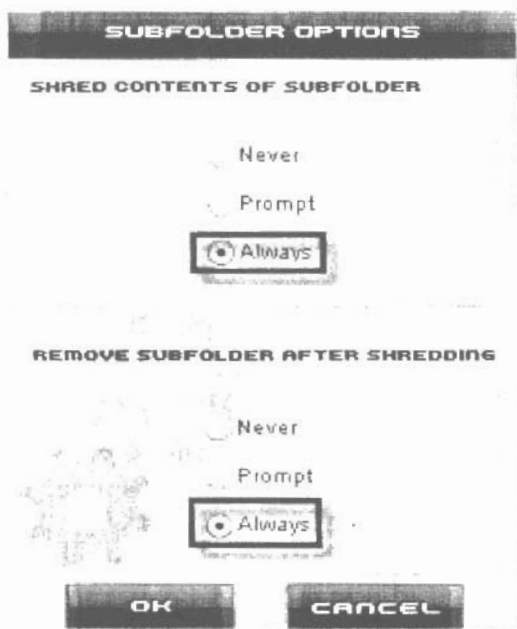 SUBFOLDER OPTIONS
SHRED CONTENTS OF SUBFOLDER
Never
Prompt
Always
REMOVE SUBFOLDER AFTER SHREDDING
Never
Prompt
Always
OK CANCEL